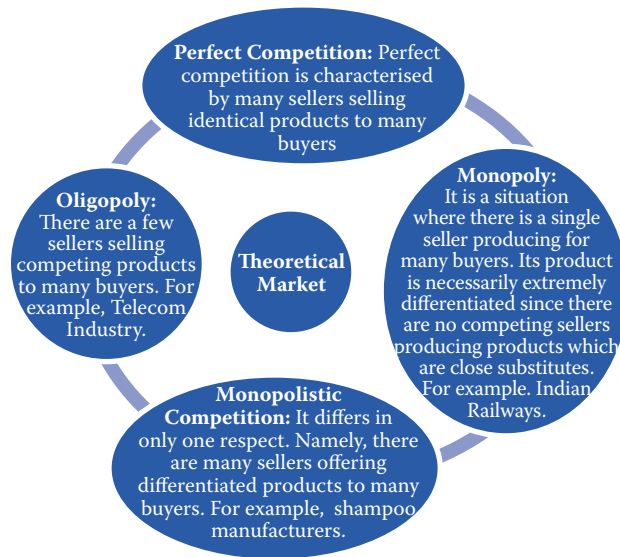 Perfect Competition: Perfect
competition is characterised
by many sellers selling
identical products to many
buyers
Monopoly:
It is a situation
where there is a single
seller producing for
many buyers. Its product
is necessarily extremely
differentiated since there
are no competing sellers
producing products which
are close substitutes.
For example. Indian
Railways.
Oligopoly:
There are a few
sellers selling
competing products
to many buyers. For
example, Telecom
Industry.
Theoretical
Market
Monopolistic
Competition: It differs in
only one respect. Namely, there
are many sellers offering
differentiated products to many
buyers. For example, shampoo
manufacturers.